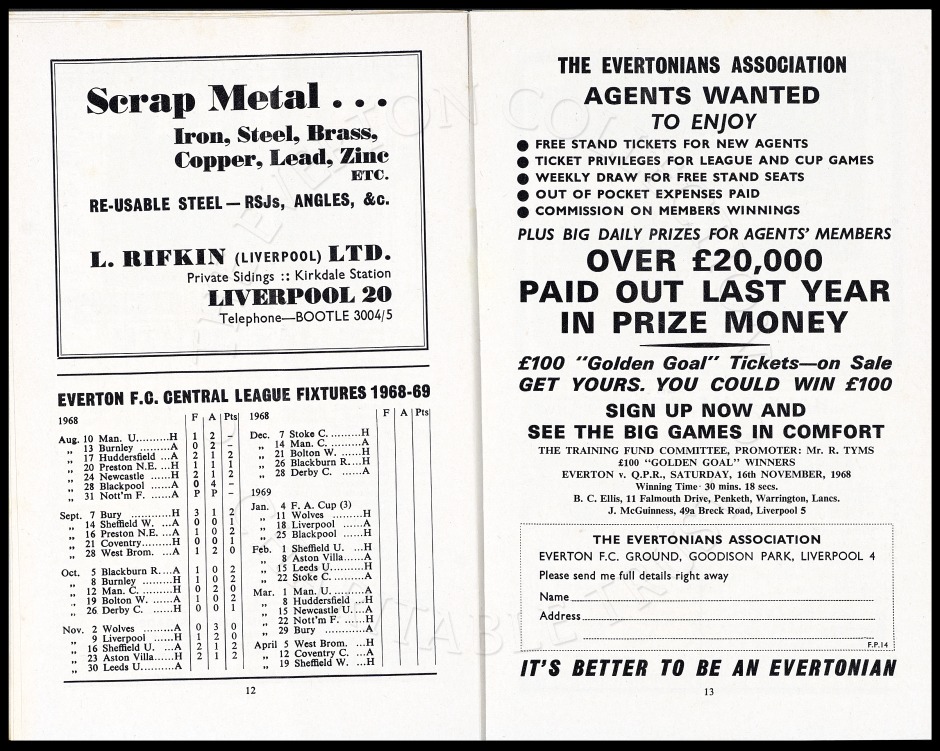 Scrap Metal . . .
Iron, Steel, Brass,
Copper, Lead, Zinc
ETC.
RE-USABLE STEEL — RSJs, ANGLES, &c.
L. RIFKIN (LIVERPOOL) LTD.
Private Sidings :: Kirkdale Station
LIVERPOOL 20
Telephone—BOOTLE 3004/5
EVERTON F.C. CENTRAL LEAGUE FIXTURES 1968-69
1968 F A Pts
Aug. 10 Man. U.........H 1 2 –
„ 13 Burnley .........A 0 2 –
„ 17 Huddersfield ...A 2 1 2
„ 20 Preston N.E. ...H 1 1 1
„ 24 Newcastle ......H 2 1 2
„ 28 Blackpool ......A 0 4 –
„ 31 Nott'm F. ......A P P –
Sept. 7 Bury ............H 3 1 2
„ 14 Sheffield W. ...A 0 0 1
„ 16 Preston N.E. ...A 1 0 2
„ 21 Coventry.........H 0 0 1
„ 28 West Brom. ...A 1 2 0
Oct. 5 Blackburn R....A 1 0 2
„ 8 Burnley .........H 1 0 2
„ 12 Man. C. .........H 0 2 0
„ 19 Bolton W. ......A 1 0 2
„ 26 Derby C. ......H 0 0 1
Nov. 2 Wolves .........A 0 3 0
„ 9 Liverpool ......H 1 2 0
„ 16 Sheffield U. ...A 2 1 2
„ 23 Aston Villa......H 2 1 2
„ 30 Leeds U.........A
1968 F A Pts
Dec. 7 Stoke C. .........H
„ 14 Man. C. .........A
„ 21 Bolton W. ......H
„ 26 Blackburn R....H
„ 28 Derby C. ......A
1969
Jan. 4 F. A. Cup (3)
„ 11 Wolves .........H
„ 18 Liverpool ......A
„ 25 Blackpool ......H
Feb. 1 Sheffield U. ...H
„ 8 Aston Villa......A
„ 15 Leeds U.........H
„ 22 Stoke C. .........A
Mar. 1 Man. U. .........A
„ 8 Huddersfield ...H
„ 15 Newcastle U....A
„ 22 Nott'm F. ......H
„ 29 Bury ............A
April 5 West Brom. ...H
„ 12 Coventry C. ...A
„ 19 Sheffield W. ...H
12
THE EVERTONIANS ASSOCIATION
AGENTS WANTED
TO ENJOY
● FREE STAND TICKETS FOR NEW AGENTS
● TICKET PRIVILEGES FOR LEAGUE AND CUP GAMES
● WEEKLY DRAW FOR FREE STAND SEATS
● OUT OF POCKET EXPENSES PAID
● COMMISSION ON MEMBERS WINNINGS
PLUS BIG DAILY PRIZES FOR AGENTS' MEMBERS
OVER £20,000
PAID OUT LAST YEAR
IN PRIZE MONEY
£100 "Golden Goal" Tickets—on Sale
GET YOURS. YOU COULD WIN £100
SIGN UP NOW AND
SEE THE BIG GAMES IN COMFORT
THE TRAINING FUND COMMITTEE, PROMOTER: Mr. R. TYMS
£100 "GOLDEN GOAL" WINNERS
EVERTON v. Q.P.R., SATURDAY, 16th NOVEMBER, 1968
Winning Time - 30 mins. 18 secs.
B. C. Ellis, 11 Falmouth Drive, Penketh, Warrington, Lancs.
J. McGuinness, 49a Breck Road, Liverpool 5
THE EVERTONIANS ASSOCIATION
EVERTON F.C. GROUND, GOODISON PARK, LIVERPOOL 4
Please send me full details right away
Name
Address
F.P.14
IT'S BETTER TO BE AN EVERTONIAN
13